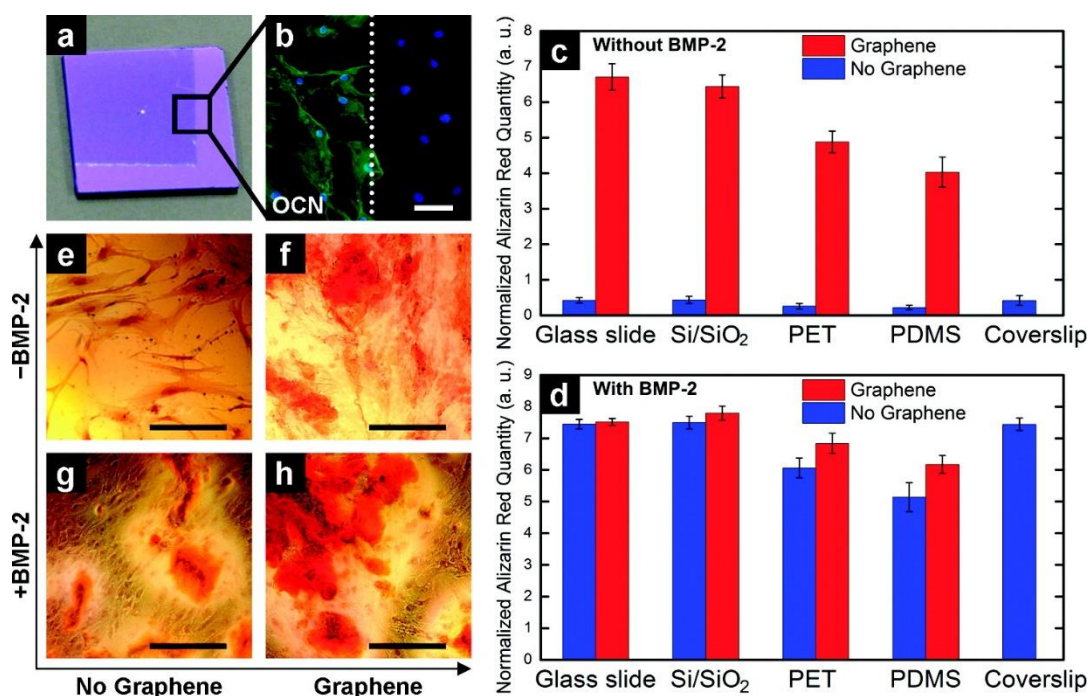 a
b
OCN
e
f
−BMP-2
g
h
+BMP-2
No Graphene
Graphene
c
Without BMP-2
Graphene
No Graphene
Normalized Alizarin Red Quantity (a. u.)
8
7
6
5
4
3
2
1
0
Glass slide Si/SiO₂ PET PDMS Coverslip
d
With BMP-2
Graphene
No Graphene
Normalized Alizarin Red Quantity (a. u.)
9
8
7
6
5
4
3
2
1
0
Glass slide Si/SiO₂ PET PDMS Coverslip